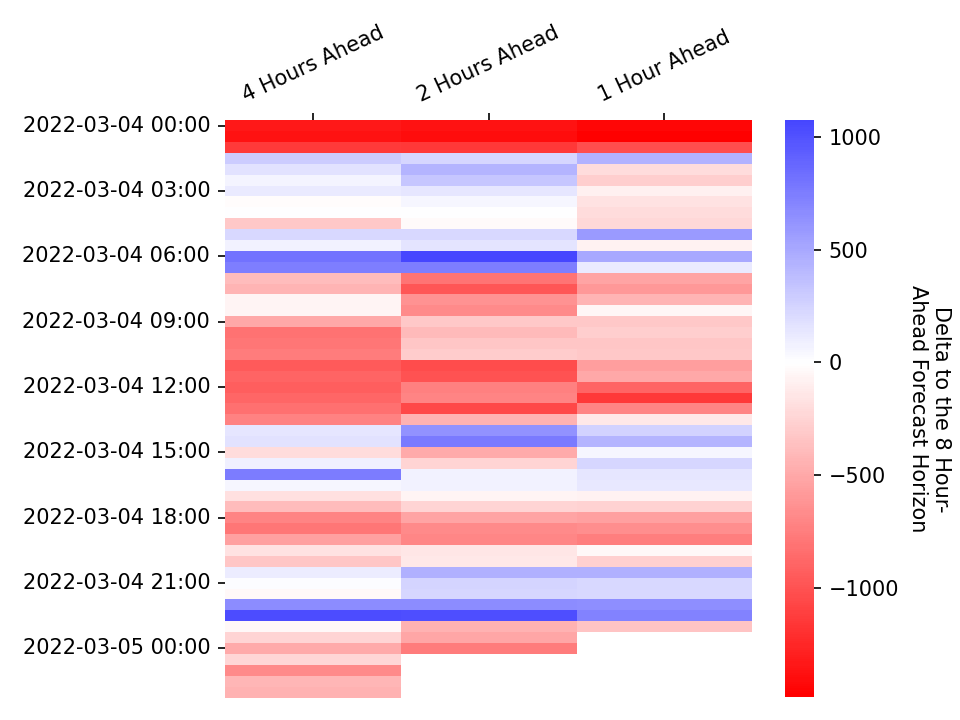 4 Hours Ahead
2 Hours Ahead
1 Hour Ahead
2022-03-04 00:00
2022-03-04 03:00
2022-03-04 06:00
2022-03-04 09:00
2022-03-04 12:00
2022-03-04 15:00
2022-03-04 18:00
2022-03-04 21:00
2022-03-05 00:00
1000
500
0
−500
−1000
Delta to the 8 Hour-
Ahead Forecast Horizon